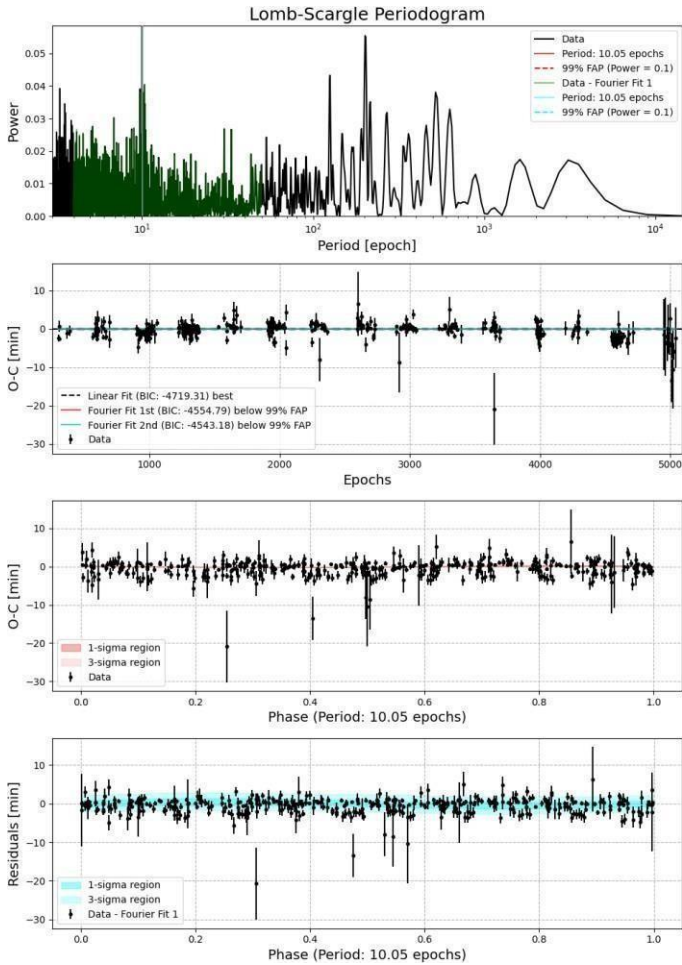 Lomb-Scargle Periodogram
Power
0.05
0.04
0.03
0.02
0.01
0.00
Data
Period: 10.05 epochs
99% FAP (Power = 0.1)
Data - Fourier Fit 1
Period: 10.05 epochs
99% FAP (Power = 0.1)
10¹ 10² 10³ 10⁴
Period [epoch]
O-C [min]
10
0
−10
−20
−30
Linear Fit (BIC: -4719.31) best
Fourier Fit 1st (BIC: -4554.79) below 99% FAP
Fourier Fit 2nd (BIC: -4543.18) below 99% FAP
Data
1000 2000 3000 4000 5000
Epochs
O-C [min]
10
0
−10
−20
−30
1-sigma region
3-sigma region
Data
0.0 0.2 0.4 0.6 0.8 1.0
Phase (Period: 10.05 epochs)
Residuals [min]
10
0
−10
−20
−30
1-sigma region
3-sigma region
Data - Fourier Fit 1
0.0 0.2 0.4 0.6 0.8 1.0
Phase (Period: 10.05 epochs)